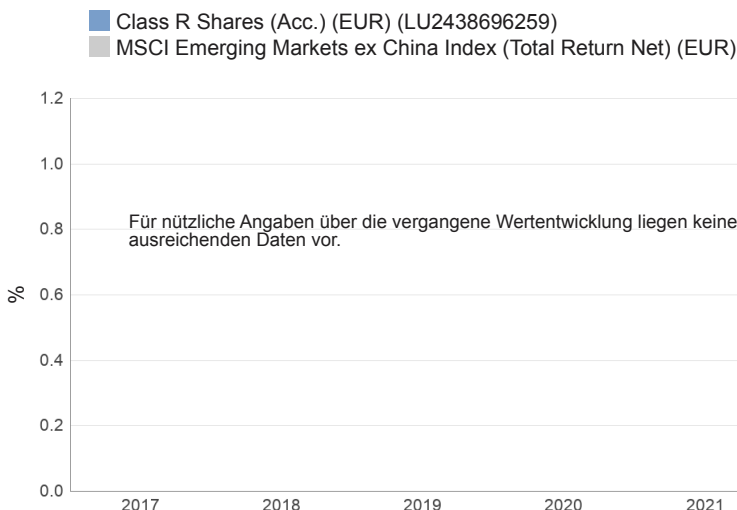 Class R Shares (Acc.) (EUR) (LU2438696259)
MSCI Emerging Markets ex China Index (Total Return Net) (EUR)
1.2
1.0
Für nützliche Angaben über die vergangene Wertentwicklung liegen keine
0.8
ausreichenden Daten vor.
%
0.6
0.4
0.2
0.0
2017 2018 2019 2020 2021